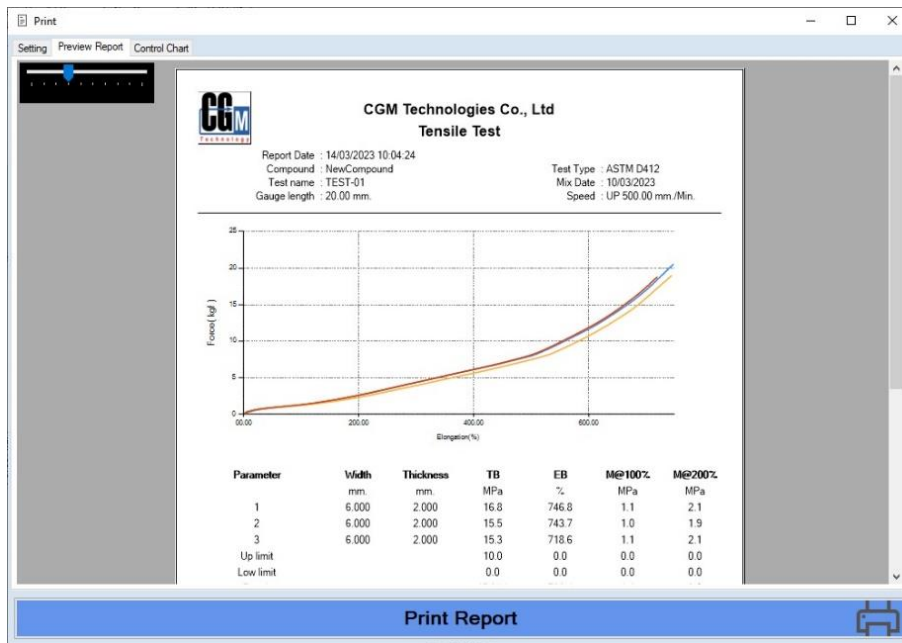 Print
Setting Preview Report Control Chart
CGM
Technology
CGM Technologies Co., Ltd
Tensile Test
Report Date : 14/03/2023 10:04:24
Compound : NewCompound Test Type : ASTM D412
Test name : TEST-01 Mix Date : 10/03/2023
Gauge length : 20.00 mm. Speed : UP 500.00 mm./Min.
25
20
15
10
5
0
Force( kgf )
00.00 200.00 400.00 600.00
Elongation(%)
Parameter Width Thickness TB EB M@100% M@200%
mm. mm. MPa % MPa MPa
1 6.000 2.000 16.8 746.8 1.1 2.1
2 6.000 2.000 15.5 743.7 1.0 1.9
3 6.000 2.000 15.3 718.6 1.1 2.1
Up limit 10.0 0.0 0.0 0.0
Low limit 0.0 0.0 0.0 0.0
Print Report